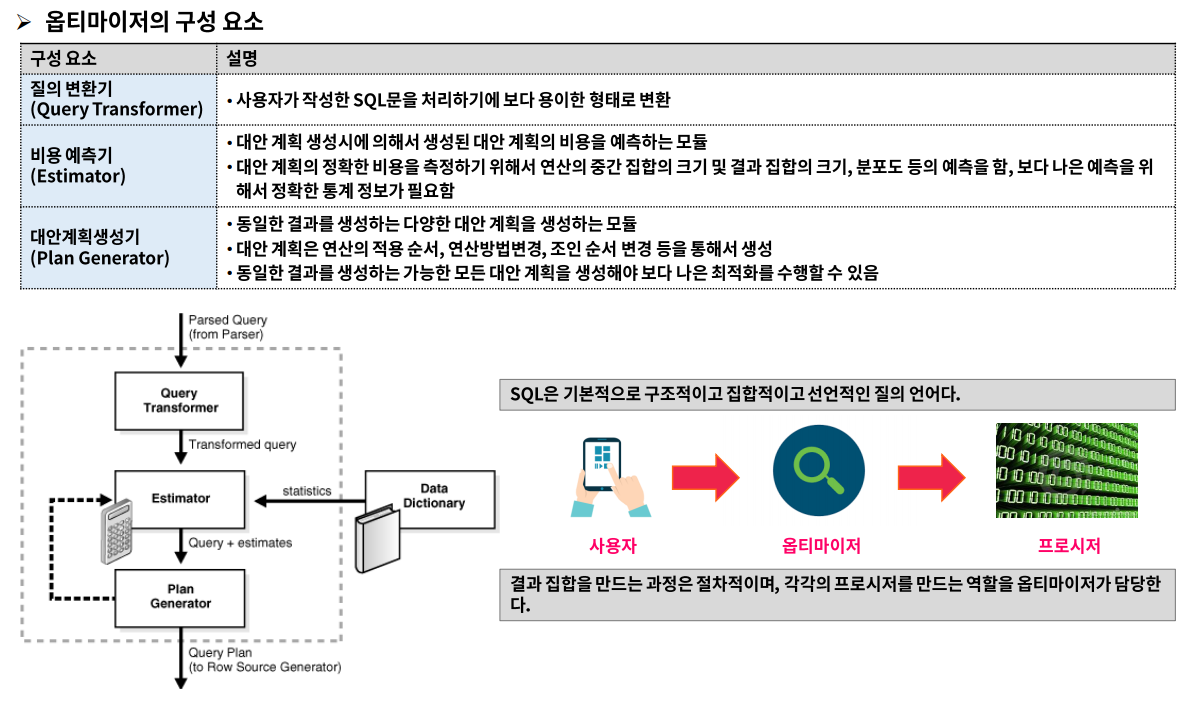 ➢ 옵티마이저의 구성 요소
구성 요소
설명
질의 변환기
(Query Transformer)
• 사용자가 작성한 SQL문을 처리하기에 보다 용이한 형태로 변환
비용 예측기
(Estimator)
• 대안 계획 생성시에 의해서 생성된 대안 계획의 비용을 예측하는 모듈
• 대안 계획의 정확한 비용을 측정하기 위해서 연산의 중간 집합의 크기 및 결과 집합의 크기, 분포도 등의 예측을 함, 보다 나은 예측을 위
해서 정확한 통계 정보가 필요함
대안계획생성기
(Plan Generator)
• 동일한 결과를 생성하는 다양한 대안 계획을 생성하는 모듈
• 대안 계획은 연산의 적용 순서, 연산방법변경, 조인 순서 변경 등을 통해서 생성
• 동일한 결과를 생성하는 가능한 모든 대안 계획을 생성해야 보다 나은 최적화를 수행할 수 있음
Parsed Query
(from Parser)
Query
Transformer
Transformed query
Estimator
statistics
Data
Dictionary
Query + estimates
Plan
Generator
Query Plan
(to Row Source Generator)
SQL은 기본적으로 구조적이고 집합적이고 선언적인 질의 언어다.
사용자
옵티마이저
프로시저
결과 집합을 만드는 과정은 절차적이며, 각각의 프로시저를 만드는 역할을 옵티마이저가 담당한
다.